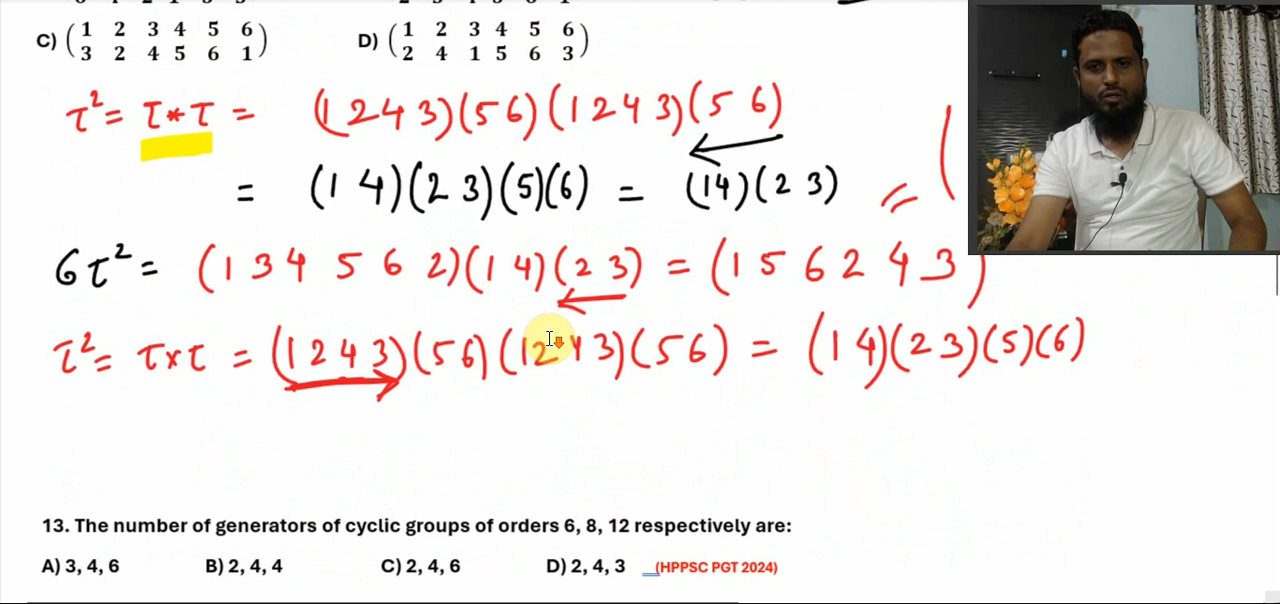 C) ( 1 2 3 4 5 6 D) ( 1 2 3 4 5 6
3 2 4 5 6 1 ) 2 4 1 5 6 3 )
τ² = τ*τ = (1 2 4 3)(5 6)(1 2 4 3)(5 6)
= (1 4)(2 3)(5)(6) = (1 4)(2 3) = (
6τ² = (1 3 4 5 6 2)(1 4)(2 3) = (1 5 6 2 4 3)
τ² = τ×τ = (1 2 4 3)(5 6)(1 2 4 3)(5 6) = (1 4)(2 3)(5)(6)
13. The number of generators of cyclic groups of orders 6, 8, 12 respectively are:
A) 3, 4, 6 B) 2, 4, 4 C) 2, 4, 6 D) 2, 4, 3 (HPPSC PGT 2024)